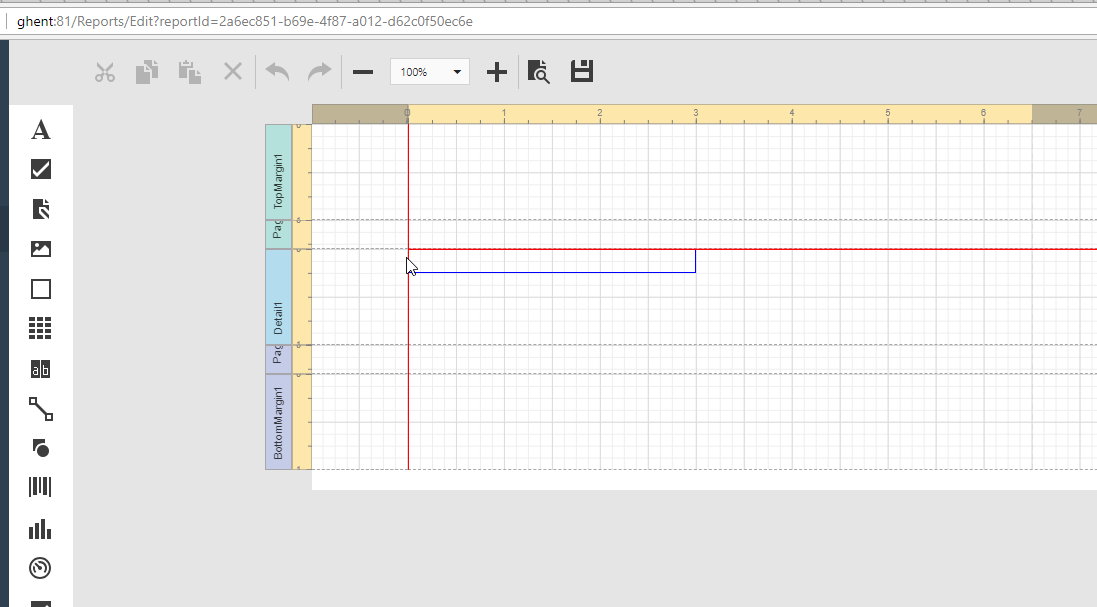 ghent:81/Reports/Edit?reportId=2a6ec851-b69e-4f87-a012-d62c0f50ec6e
100%
0 1 2 3 4 5 6 7
A
TopMargin1
Pag
Detail1
Pag
ab
BottomMargin1